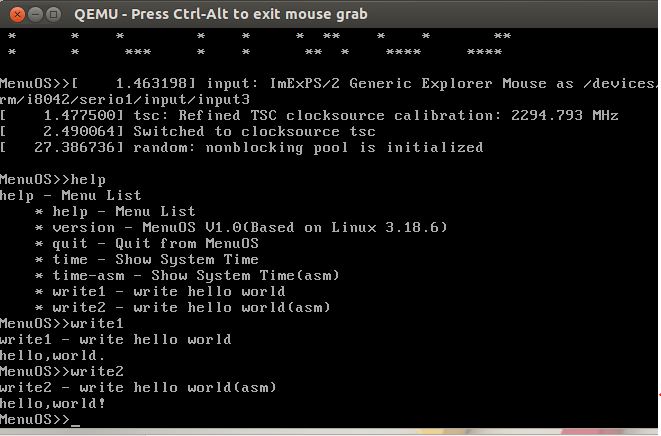 QEMU - Press Ctrl-Alt to exit mouse grab
* * * * * * ** * * **
* * *** * * ** * **** ****
MenuOS>>[ 1.463198] input: ImExPS/2 Generic Explorer Mouse as /devices/
rm/i8042/serio1/input/input3
[ 1.477500] tsc: Refined TSC clocksource calibration: 2294.793 MHz
[ 2.490064] Switched to clocksource tsc
[ 27.386736] random: nonblocking pool is initialized
MenuOS>>help
help - Menu List
* help - Menu List
* version - MenuOS V1.0(Based on Linux 3.18.6)
* quit - Quit from MenuOS
* time - Show System Time
* time-asm - Show System Time(asm)
* write1 - write hello world
* write2 - write hello world(asm)
MenuOS>>write1
write1 - write hello world
hello,world.
MenuOS>>write2
write2 - write hello world(asm)
hello,world!
MenuOS>>_